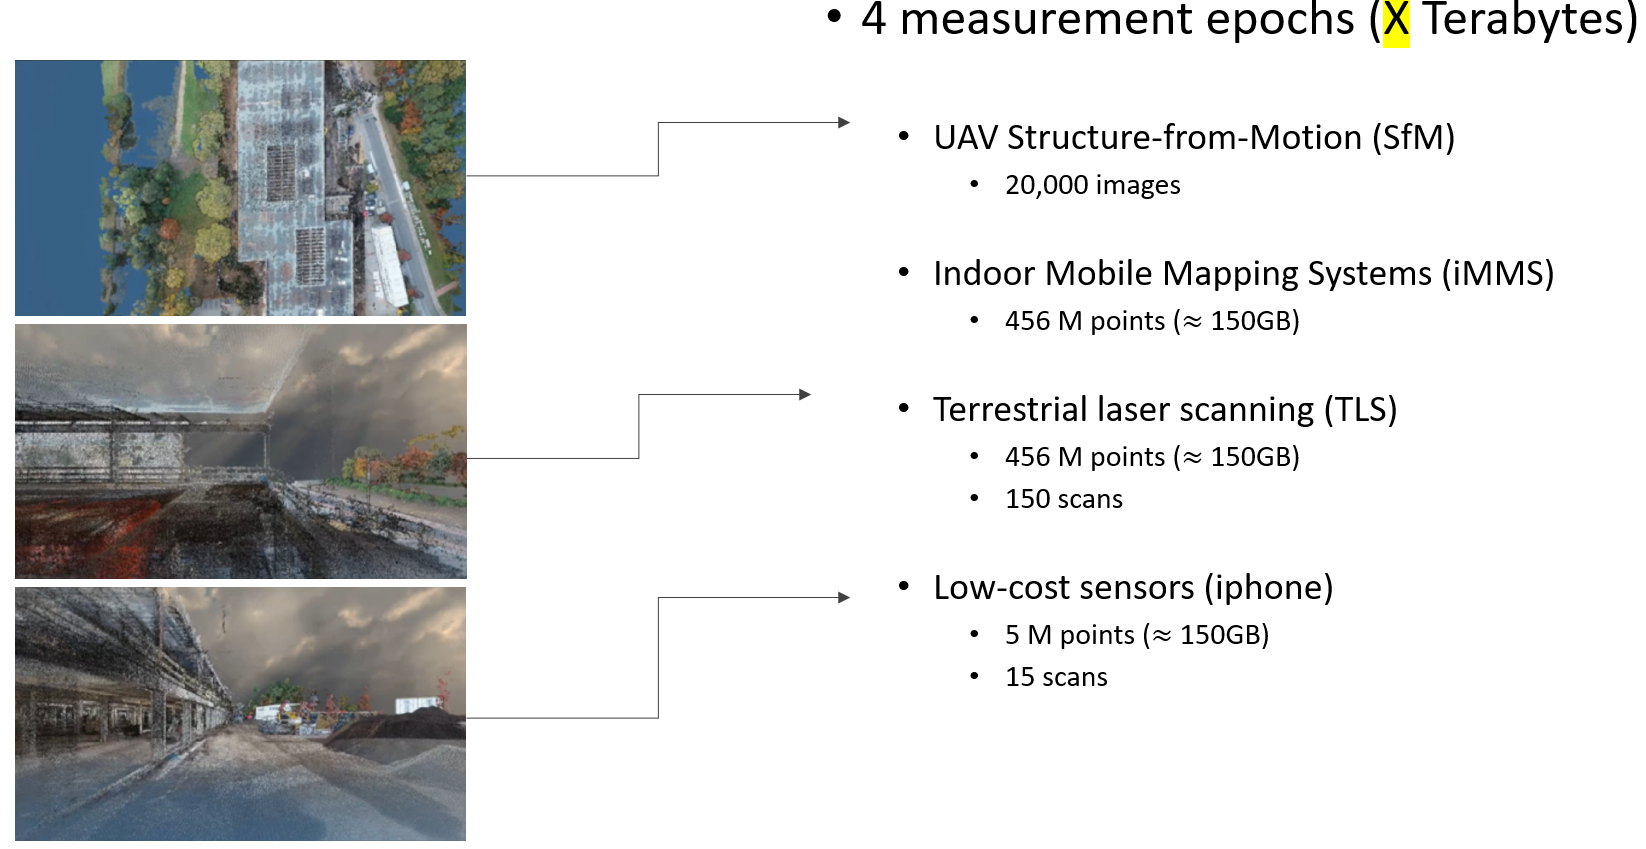 • 4 measurement epochs (X Terabytes)
• UAV Structure-from-Motion (SfM)
• 20,000 images
• Indoor Mobile Mapping Systems (iMMS)
• 456 M points (≈ 150GB)
• Terrestrial laser scanning (TLS)
• 456 M points (≈ 150GB)
• 150 scans
• Low-cost sensors (iphone)
• 5 M points (≈ 150GB)
• 15 scans